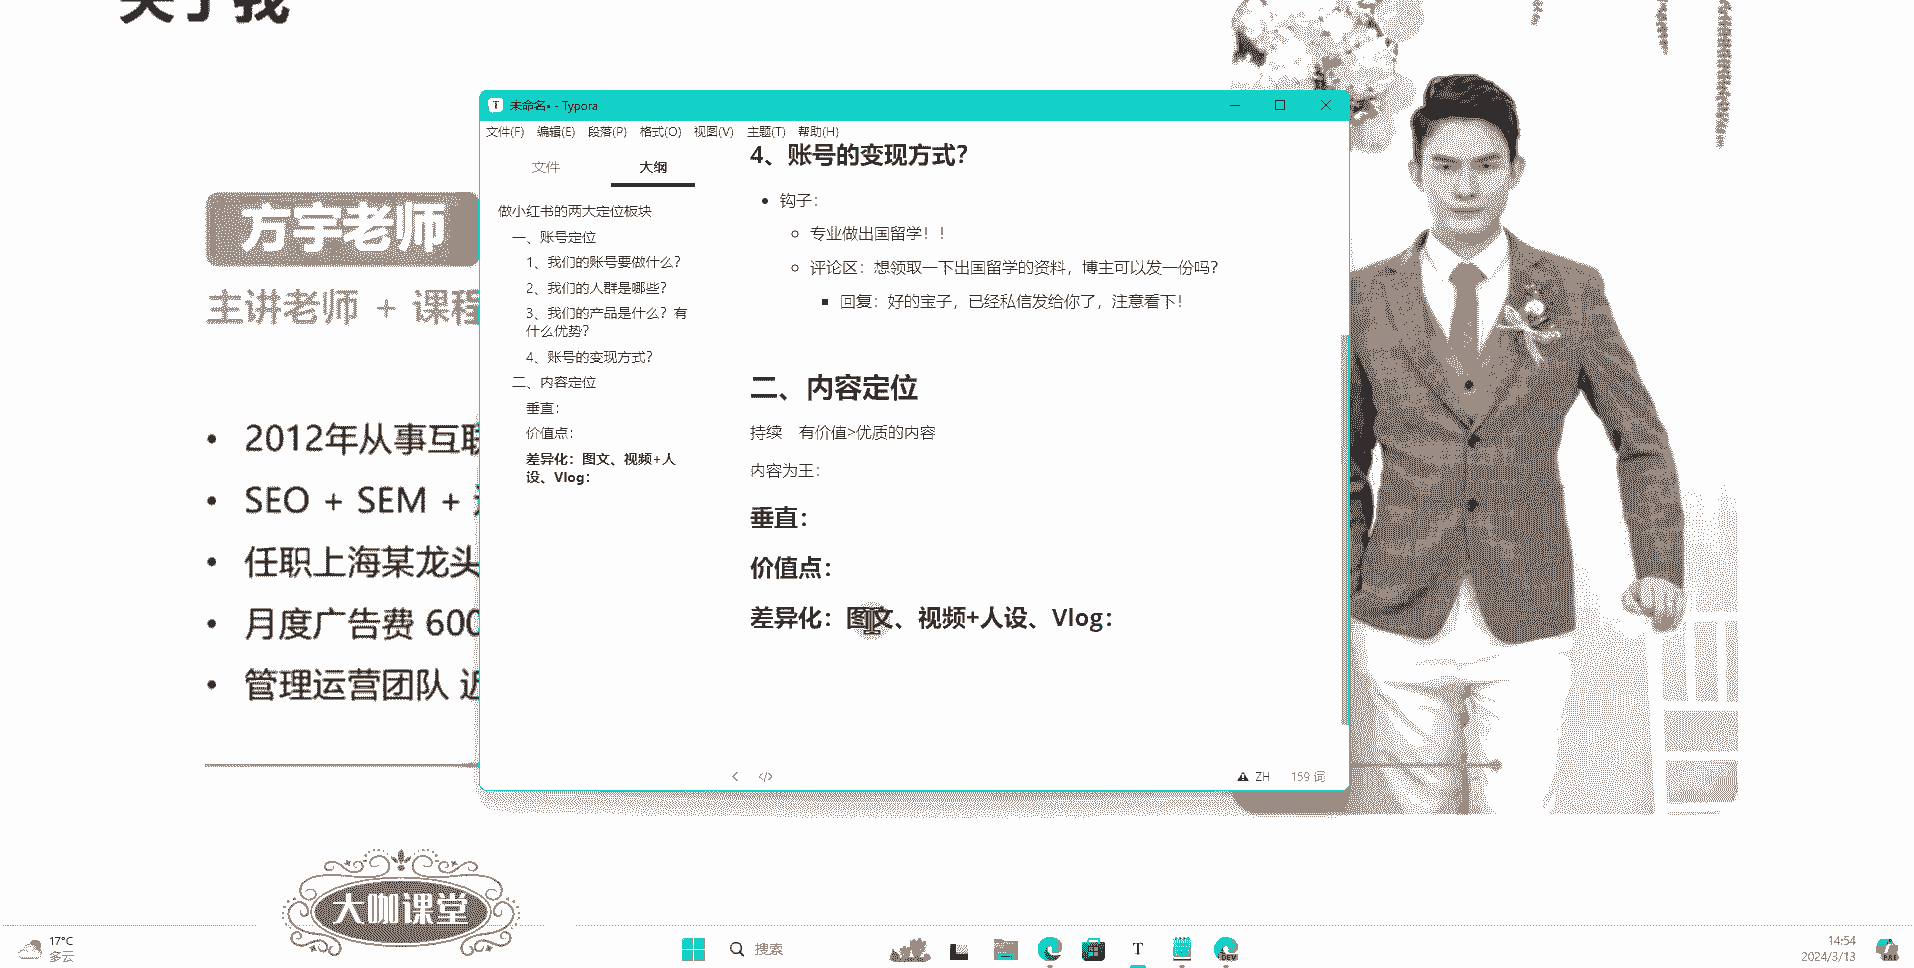 关于我
方宇老师
主讲老师 + 课程
2012年从事互联
SEO + SEM +
任职上海某龙头
月度广告费 600
管理运营团队 近
未命名• - Typora
文件(F) 编辑(E) 段落(P) 格式(O) 视图(V) 主题(T) 帮助(H)
文件 大纲
做小红书的两大定位板块
一、账号定位
1、我们的账号要做什么？
2、我们的人群是哪些？
3、我们的产品是什么？有
什么优势？
4、账号的变现方式？
二、内容定位
垂直：
价值点：
差异化：图文、视频+人
设、Vlog：
4、账号的变现方式？
钩子：
专业做出国留学！！
评论区：想领取一下出国留学的资料，博主可以发一份吗？
回复：好的宝子，已经私信发给你了，注意看下！
二、内容定位
持续 有价值>优质的内容
内容为王：
垂直：
价值点：
差异化：图文、视频+人设、Vlog：
ZH 159 词
大咖课堂
17°C
多云
搜索
T
DEV
14:54
2024/3/13
PRE